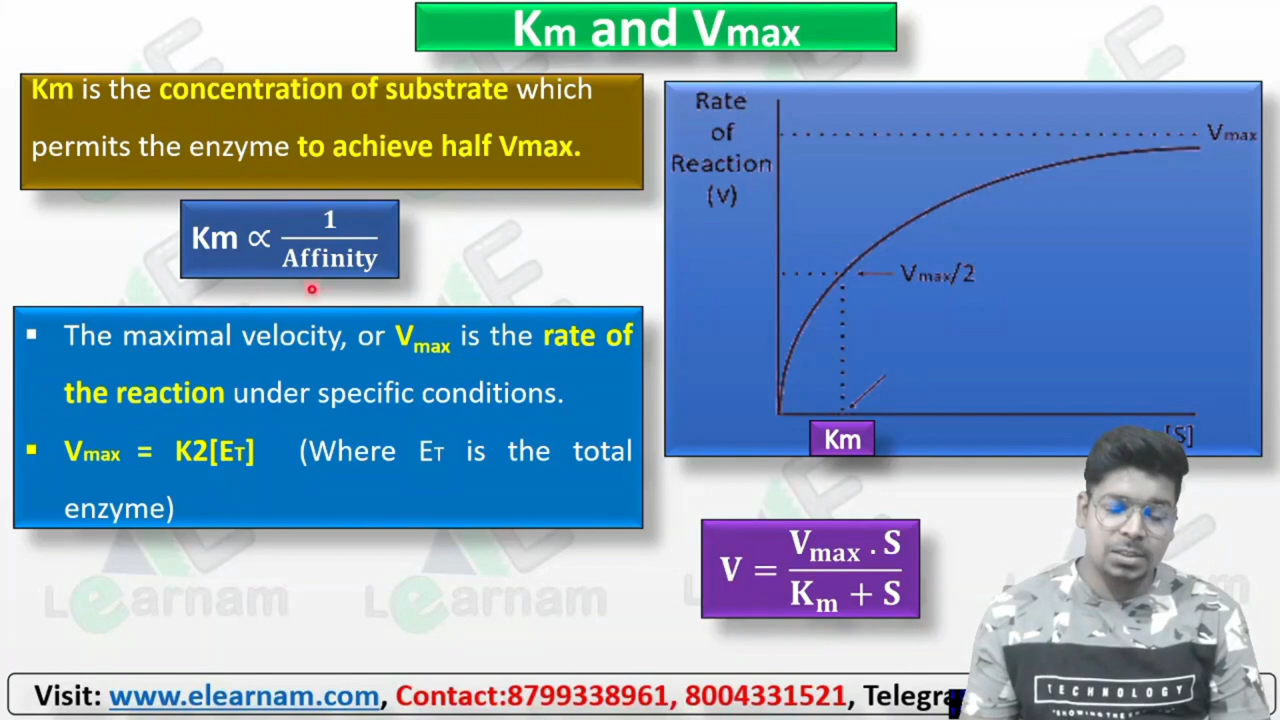 Km and Vmax
Km is the concentration of substrate which
permits the enzyme to achieve half Vmax.
Km ∝ 1/Affinity
▪ The maximal velocity, or Vmax is the rate of
the reaction under specific conditions.
▪ Vmax = K2[ET] (Where ET is the total
enzyme)
Rate
of
Reaction
(v)
Vmax
Vmax/2
Km
[S]
V = Vmax . S / Km + S
Learnam
Learnam
TECHNOLOGY
Visit: www.elearnam.com, Contact:8799338961, 8004331521,